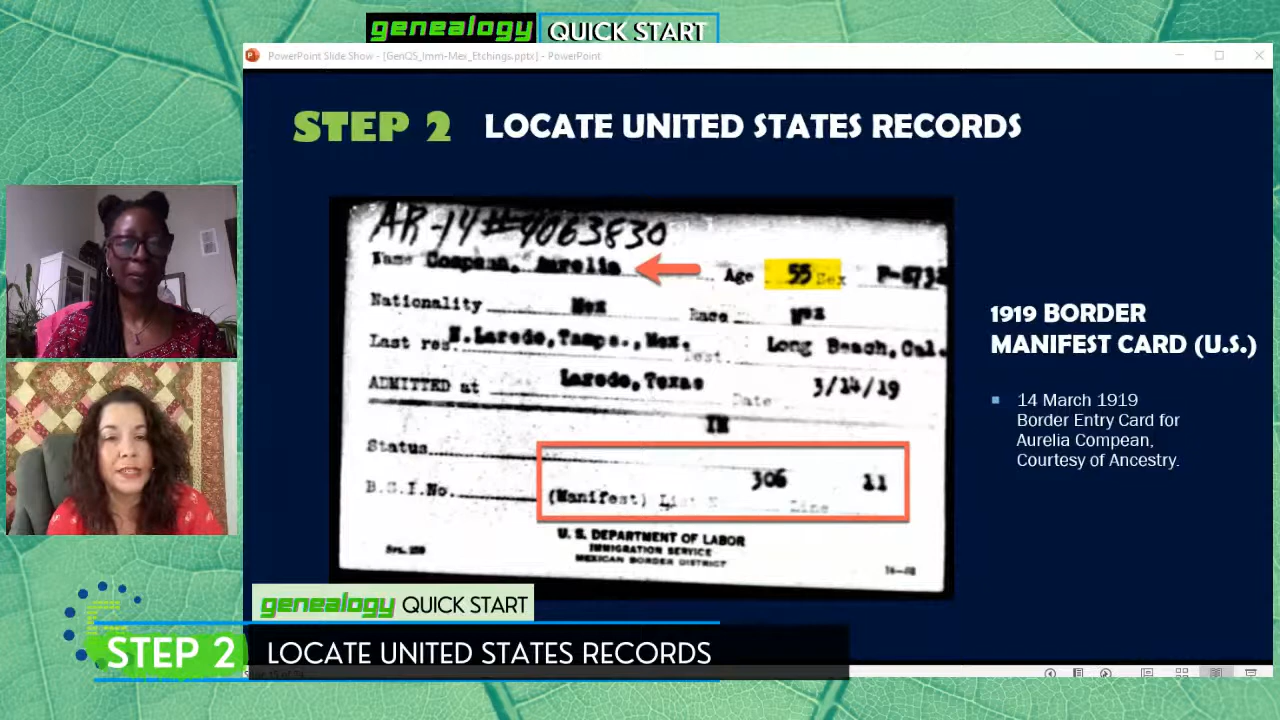 genealogy QUICK START
PowerPoint Slide Show - [GenQS_Imm-Mex_Etchings.pptx] - PowerPoint
STEP 2 LOCATE UNITED STATES RECORDS
AR-14#4063830
Name Compean, Aurelia Age 55 Sex
Nationality Mex Race Mex
Last res. N.Laredo,Tamps.,Mex. Dest. Long Beach,Cal.
ADMITTED at Laredo,Texas Date 3/14/19
Status
306 11
B.S.I.No. (Manifest) List Line
U. S. DEPARTMENT OF LABOR
IMMIGRATION SERVICE
MEXICAN BORDER DISTRICT
1919 BORDER
MANIFEST CARD (U.S.)
14 March 1919
Border Entry Card for
Aurelia Compean,
Courtesy of Ancestry.
genealogy QUICK START
STEP 2 LOCATE UNITED STATES RECORDS